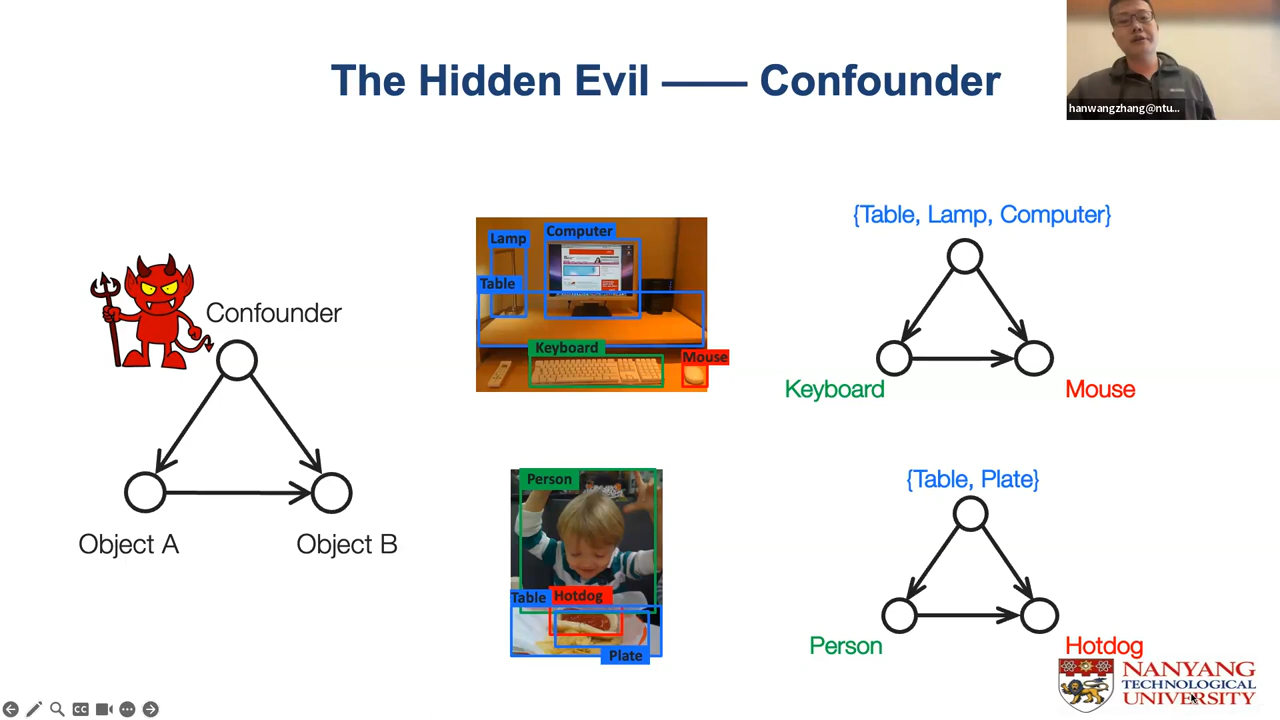 The Hidden Evil —— Confounder
hanwangzhang@ntu...
Confounder
Object A
Object B
Lamp
Computer
Table
Keyboard
Mouse
{Table, Lamp, Computer}
Keyboard
Mouse
Person
Table
Hotdog
Plate
{Table, Plate}
Person
Hotdog
NANYANG
TECHNOLOGICAL
UNIVERSITY
CC